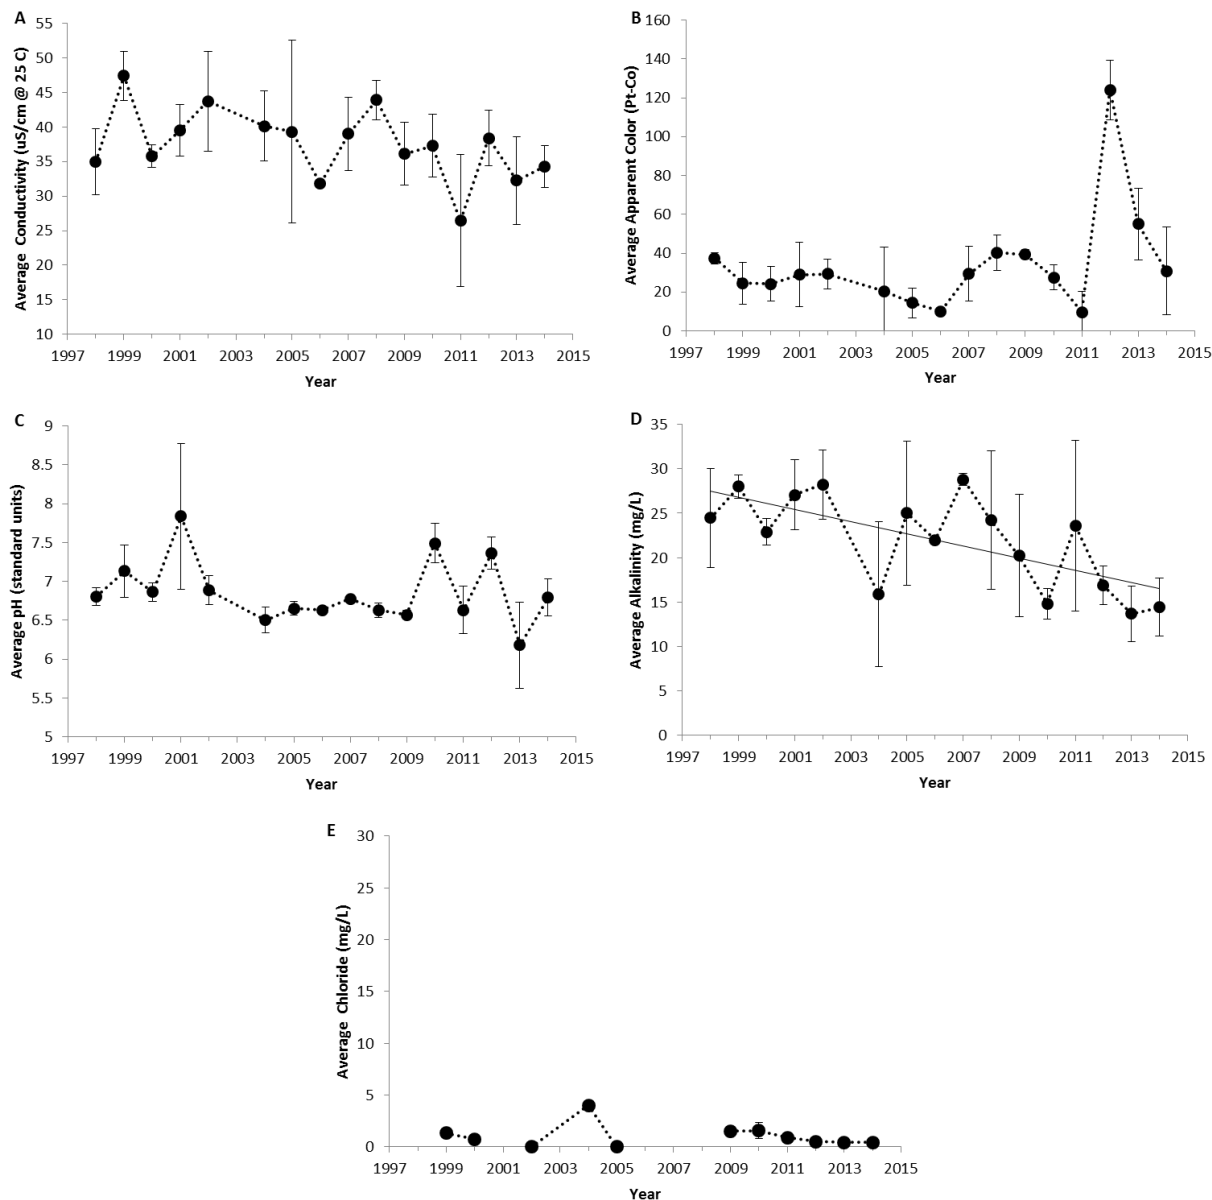 A
Average Conductivity (uS/cm @ 25 C)
55
50
45
40
35
30
25
20
15
10
1997 1999 2001 2003 2005 2007 2009 2011 2013 2015
Year
B
Average Apparent Color (Pt-Co)
160
140
120
100
80
60
40
20
0
1997 1999 2001 2003 2005 2007 2009 2011 2013 2015
Year
C
Average pH (standard units)
9
8.5
8
7.5
7
6.5
6
5.5
5
1997 1999 2001 2003 2005 2007 2009 2011 2013 2015
Year
D
Average Alkalinity (mg/L)
35
30
25
20
15
10
5
0
1997 1999 2001 2003 2005 2007 2009 2011 2013 2015
Year
E
Average Chloride (mg/L)
30
25
20
15
10
5
0
1997 1999 2001 2003 2005 2007 2009 2011 2013 2015
Year